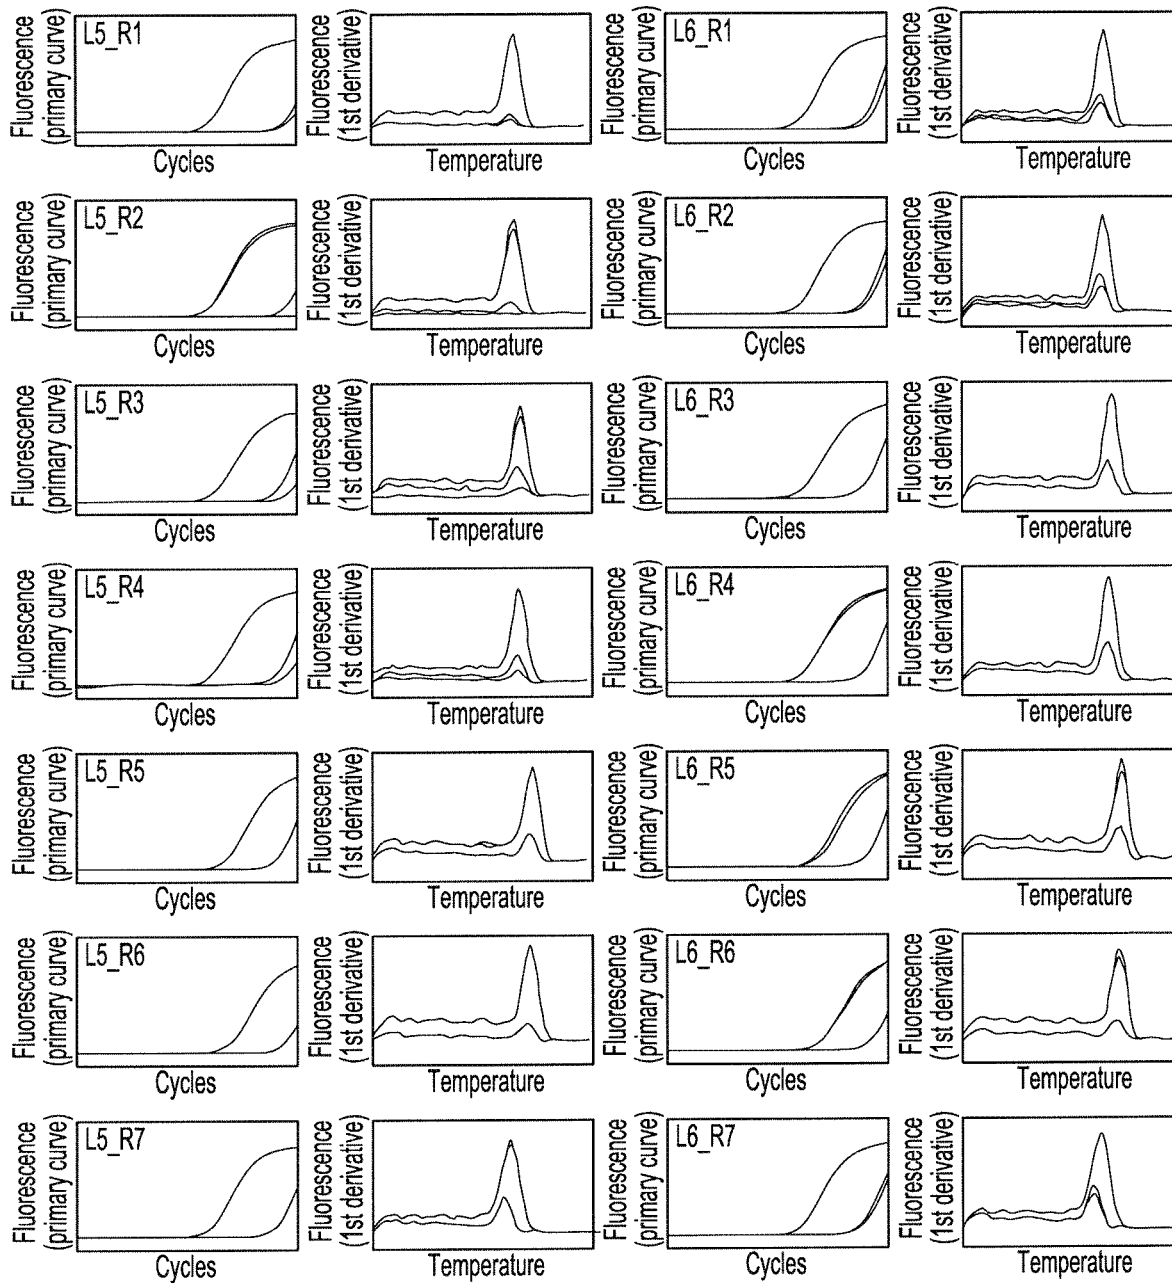 Fluorescence
(primary curve)
L5_R1
Cycles
Fluorescence
(1st derivative)
Temperature
Fluorescence
(primary curve)
L6_R1
Cycles
Fluorescence
(1st derivative)
Temperature
Fluorescence
(primary curve)
L5_R2
Cycles
Fluorescence
(1st derivative)
Temperature
Fluorescence
(primary curve)
L6_R2
Cycles
Fluorescence
(1st derivative)
Temperature
Fluorescence
(primary curve)
L5_R3
Cycles
Fluorescence
(1st derivative)
Temperature
Fluorescence
(primary curve)
L6_R3
Cycles
Fluorescence
(1st derivative)
Temperature
Fluorescence
(primary curve)
L5_R4
Cycles
Fluorescence
(1st derivative)
Temperature
Fluorescence
(primary curve)
L6_R4
Cycles
Fluorescence
(1st derivative)
Temperature
Fluorescence
(primary curve)
L5_R5
Cycles
Fluorescence
(1st derivative)
Temperature
Fluorescence
(primary curve)
L6_R5
Cycles
Fluorescence
(1st derivative)
Temperature
Fluorescence
(primary curve)
L5_R6
Cycles
Fluorescence
(1st derivative)
Temperature
Fluorescence
(primary curve)
L6_R6
Cycles
Fluorescence
(1st derivative)
Temperature
Fluorescence
(primary curve)
L5_R7
Cycles
Fluorescence
(1st derivative)
Temperature
Fluorescence
(primary curve)
L6_R7
Cycles
Fluorescence
(1st derivative)
Temperature